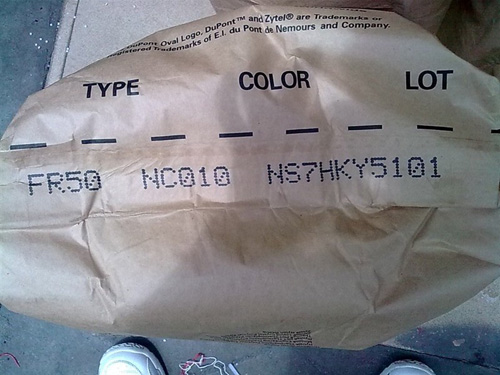 DuPont Oval Logo, DuPont™ and Zytel® are Trademarks or
Registered Trademarks of E.I. du Pont de Nemours and Company.
TYPE COLOR LOT
FR50 NC010 NS7HKY5101